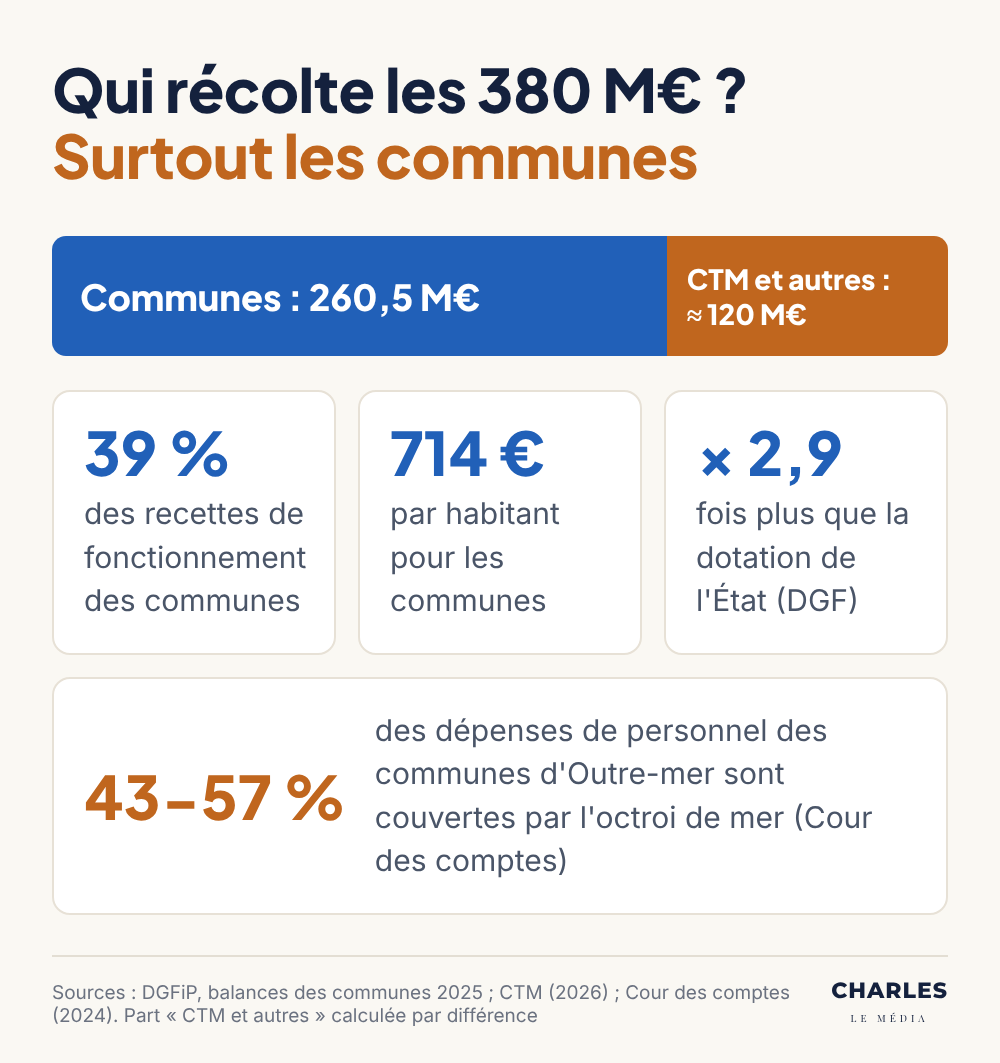 Qui récolte les 380 M€ ?
Surtout les communes
Communes : 260,5 M€
CTM et autres :
≈ 120 M€
39 %
des recettes de
fonctionnement
des communes
714 €
par habitant
pour les
communes
× 2,9
fois plus que la
dotation de
l'État (DGF)
43–57 %
des dépenses de personnel des
communes d'Outre-mer sont
couvertes par l'octroi de mer (Cour
des comptes)
Sources : DGFiP, balances des communes 2025 ; CTM (2026) ; Cour des comptes
(2024). Part « CTM et autres » calculée par différence
CHARLES
LE MÉDIA